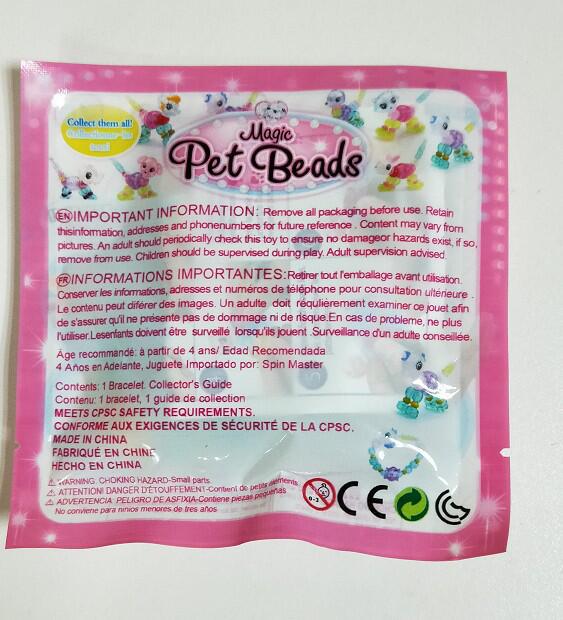 Collect them all!
Collectionne-les
tous!
Magic
Pet Beads
EN IMPORTANT INFORMATION: Remove all packaging before use. Retain
thisinformation, addresses and phonenumbers for future reference . Content may vary from
pictures. An adult should periodically check this toy to ensure no damageor hazards exist, if so,
remove from use. Children should be supervised during play. Adult supervision advised.
FR INFORMATIONS IMPORTANTES:Retirer tout l'emballage avant utilisation.
Conserver les informations, adresses et numéros de téléphone pour consultation ultérieure .
Le contenu peut diférer des images. Un adulte doit réquliérement examiner ce jouet afin
de s'assurer qu'il ne présente pas de dommage ni de risque.En cas de probleme, ne plus
l'utiliser.Lesenfants doivent être surveillé lorsqu'ils jouent .Surveillance d'un adulte conseillée.
Âge recommandé: à partir de 4 ans/ Edad Recomendada
4 Años en Adelante, Juguete Importado por: Spin Master
Contents: 1 Bracelet. Collector's Guide
Contenu: 1 bracelet, 1 guide de collection
MEETS CPSC SAFETY REQUIREMENTS.
CONFORME AUX EXIGENCES DE SÉCURITÉ DE LA CPSC.
MADE IN CHINA
FABRIQUÉ EN CHINE
HECHO EN CHINA
WARNING: CHOKING HAZARD-Small parts.
ATTENTION! DANGER D'ÉTOUFFEMENT-Contient de petits elements.
ADVERTENCIA: PELIGRO DE ASFIXIA-Contiene piezas pequeñas
No conviene para niñios menores de tres años
0-3
CE